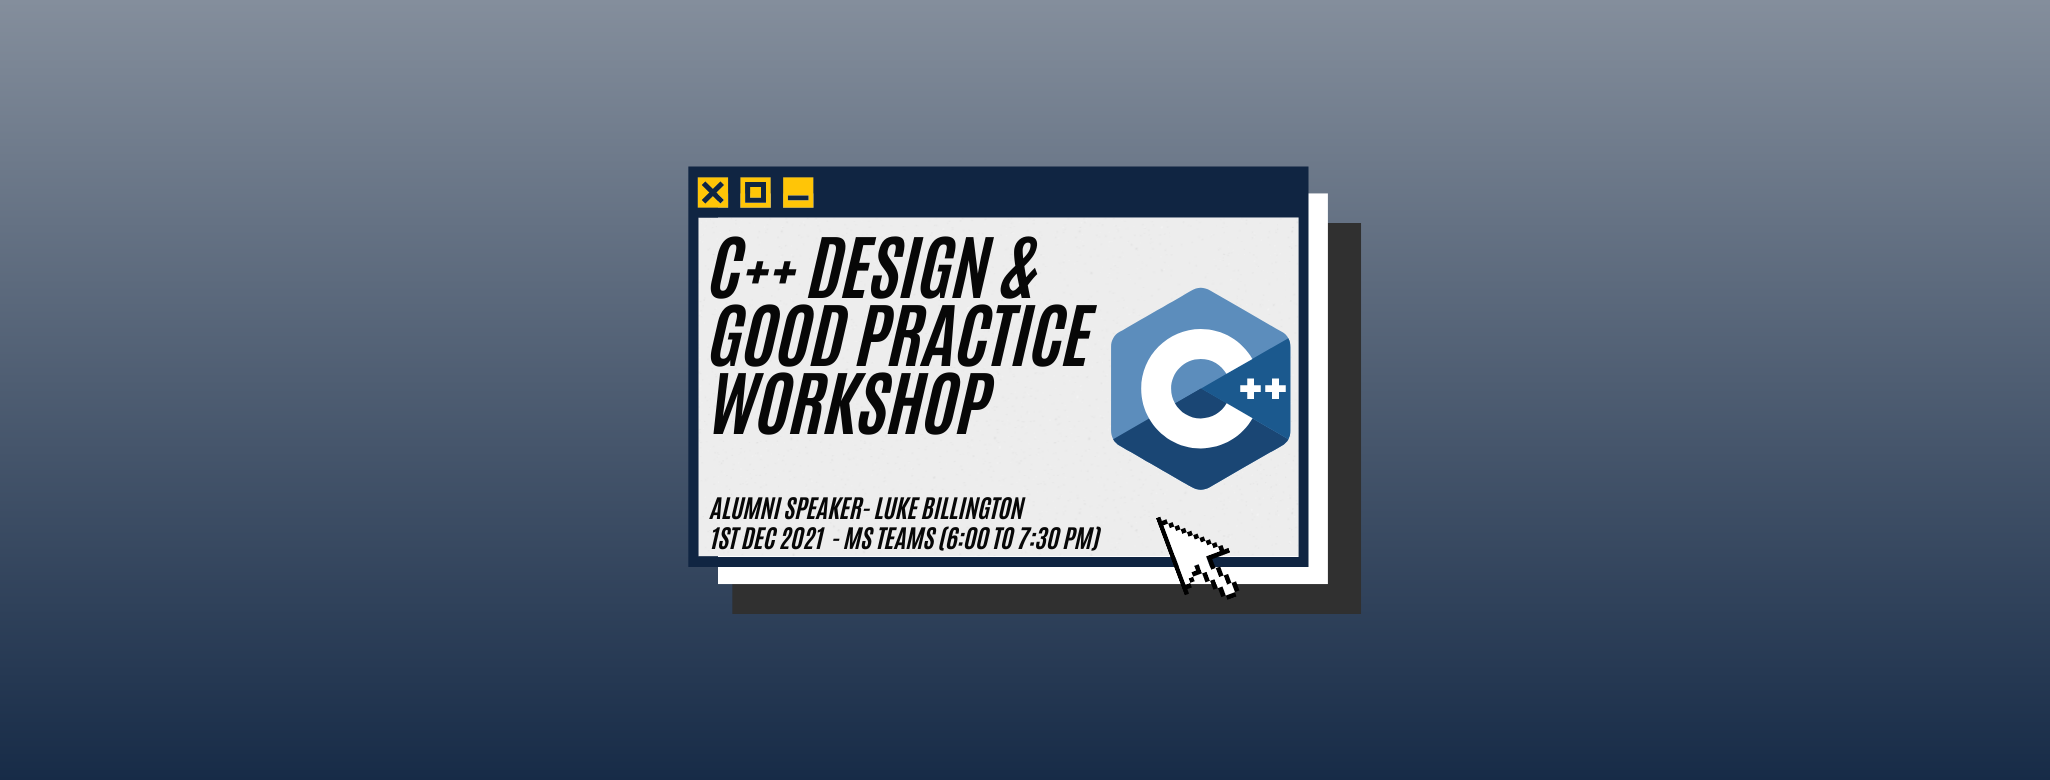 C++ DESIGN &
GOOD PRACTICE
WORKSHOP
C++
ALUMNI SPEAKER- LUKE BILLINGTON
1ST DEC 2021 - MS TEAMS (6:00 TO 7:30 PM)